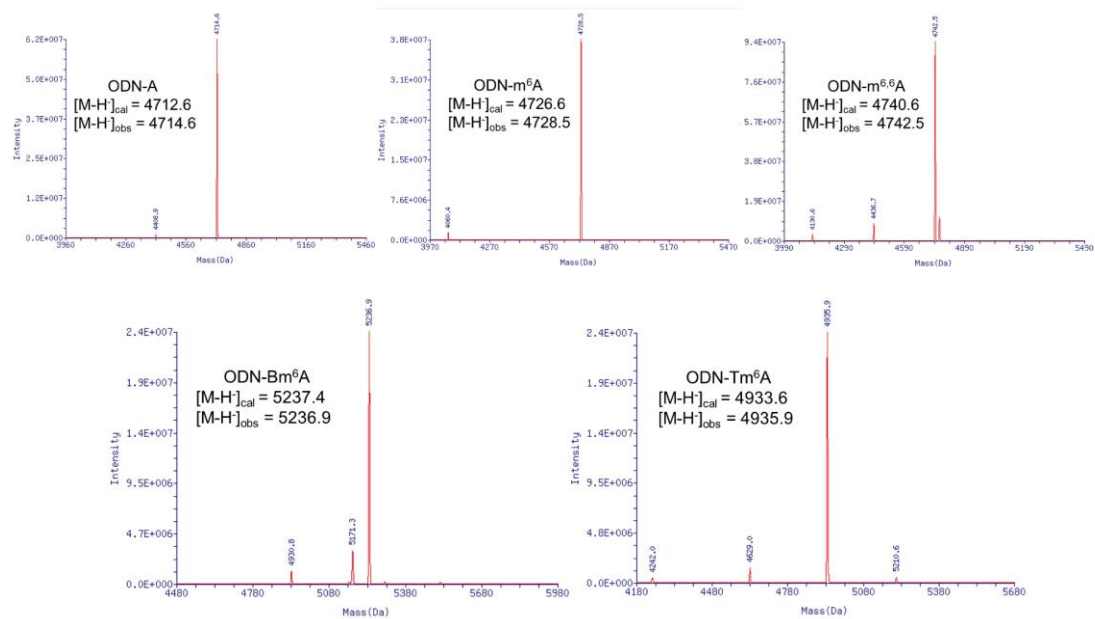 4714.6
6.2E+007
5.0E+007
3.7E+007
2.5E+007
1.2E+007
0.0E+000
Intensity
ODN-A
[M-H⁻]cal = 4712.6
[M-H⁻]obs = 4714.6
4408.9
3960 4260 4560 4860 5160 5460
Mass(Da)
4728.5
3.8E+007
3.1E+007
2.3E+007
1.5E+007
7.6E+006
0.0E+000
Intensity
ODN-m⁶A
[M-H⁻]cal = 4726.6
[M-H⁻]obs = 4728.5
4060.4
3970 4270 4570 4870 5170 5470
Mass(Da)
4742.5
9.4E+007
7.6E+007
5.7E+007
3.8E+007
1.9E+007
0.0E+000
Intensity
ODN-m⁶,⁶A
[M-H⁻]cal = 4740.6
[M-H⁻]obs = 4742.5
4130.6
4436.7
3990 4290 4590 4890 5190 5490
Mass(Da)
5236.9
2.4E+007
1.9E+007
1.4E+007
9.5E+006
4.7E+006
0.0E+000
Intensity
ODN-Bm⁶A
[M-H⁻]cal = 5237.4
[M-H⁻]obs = 5236.9
4930.8
5171.3
4480 4780 5080 5380 5680 5980
Mass(Da)
4935.9
2.4E+007
1.9E+007
1.4E+007
9.5E+006
4.8E+006
0.0E+000
Intensity
ODN-Tm⁶A
[M-H⁻]cal = 4933.6
[M-H⁻]obs = 4935.9
4242.0
4629.0
5210.6
4180 4480 4780 5080 5380 5680
Mass(Da)